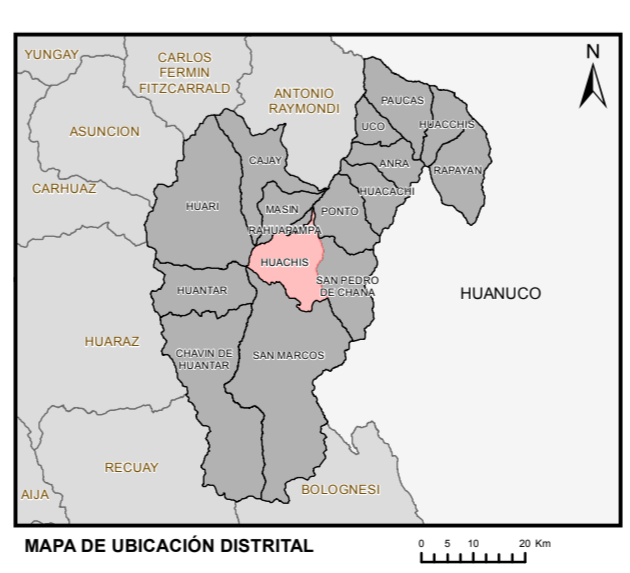 YUNGAY
CARLOS
FERMIN
FITZCARRALD
N
ANTONIO
RAYMONDI
PAUCAS
UCO
HUACCHIS
ASUNCION
CAJAY
ANRA
RAPAYAN
CARHUAZ
HUACACHI
HUARI
MASIN
PONTO
RAHUAPAMPA
HUACHIS
HUANTAR
SAN PEDRO
DE CHANA
HUANUCO
HUARAZ
CHAVIN DE
HUANTAR
SAN MARCOS
RECUAY
AIJA
BOLOGNESI
MAPA DE UBICACIÓN DISTRITAL
0 5 10 20 Km